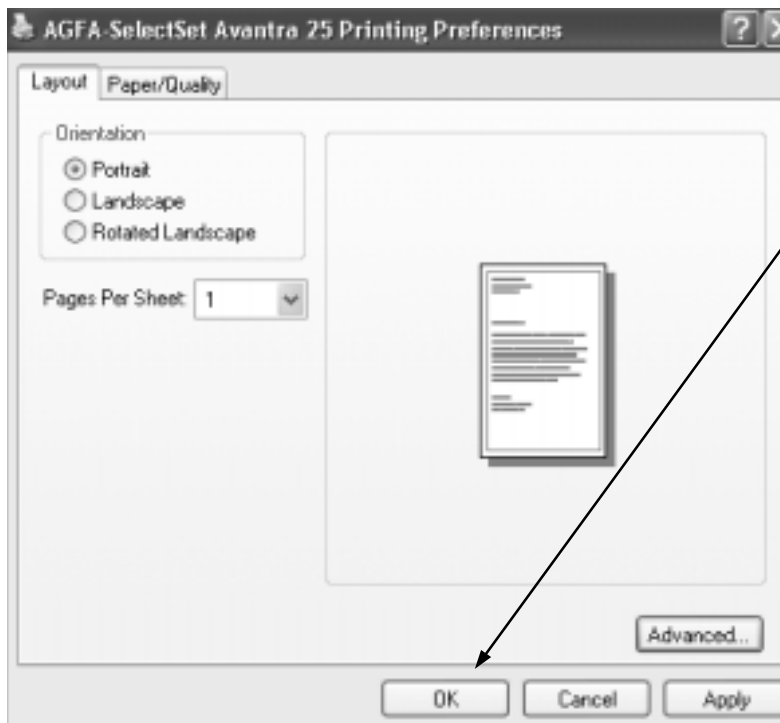 AGFA-SelectSet Avantra 25 Printing Preferences
Layout
Paper/Quality
Orientation
Portrait
Landscape
Rotated Landscape
Pages Per Sheet: 1
Advanced...
OK
Cancel
Apply